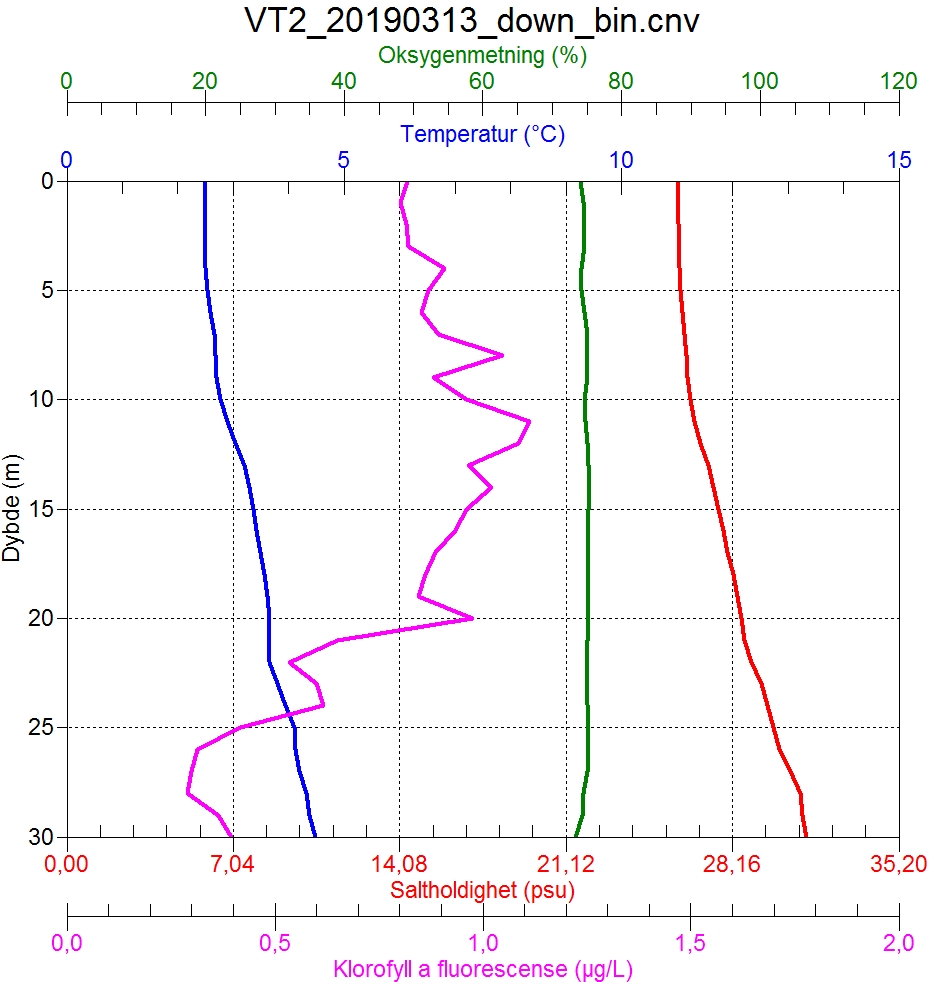 VT2_20190313_down_bin.cnv
Oksygenmetning (%)
0 20 40 60 80 100 120
Temperatur (°C)
0 5 10 15
0
5
10
15
20
25
30
Dybde (m)
0,00 7,04 14,08 21,12 28,16 35,20
Saltholdighet (psu)
0,0 0,5 1,0 1,5 2,0
Klorofyll a fluorescense (µg/L)